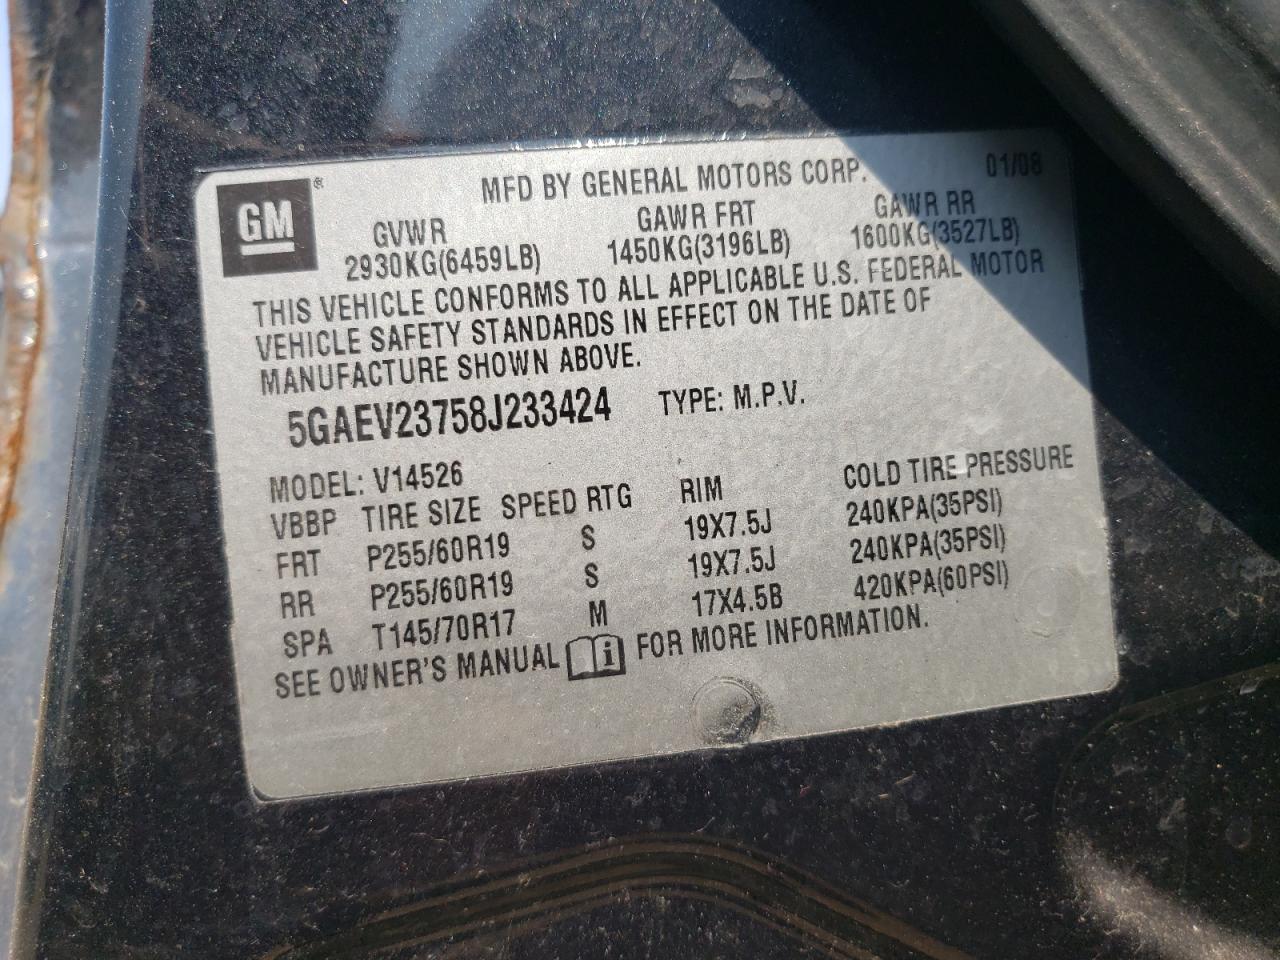 GM ®
MFD BY GENERAL MOTORS CORP. 01/08
GVWR GAWR FRT GAWR RR
2930KG(6459LB) 1450KG(3196LB) 1600KG(3527LB)
THIS VEHICLE CONFORMS TO ALL APPLICABLE U.S. FEDERAL MOTOR
VEHICLE SAFETY STANDARDS IN EFFECT ON THE DATE OF
MANUFACTURE SHOWN ABOVE.
5GAEV23758J233424 TYPE: M.P.V.
MODEL: V14526
VBBP TIRE SIZE SPEED RTG RIM COLD TIRE PRESSURE
FRT P255/60R19 S 19X7.5J 240KPA(35PSI)
RR P255/60R19 S 19X7.5J 240KPA(35PSI)
SPA T145/70R17 M 17X4.5B 420KPA(60PSI)
SEE OWNER'S MANUAL i FOR MORE INFORMATION.